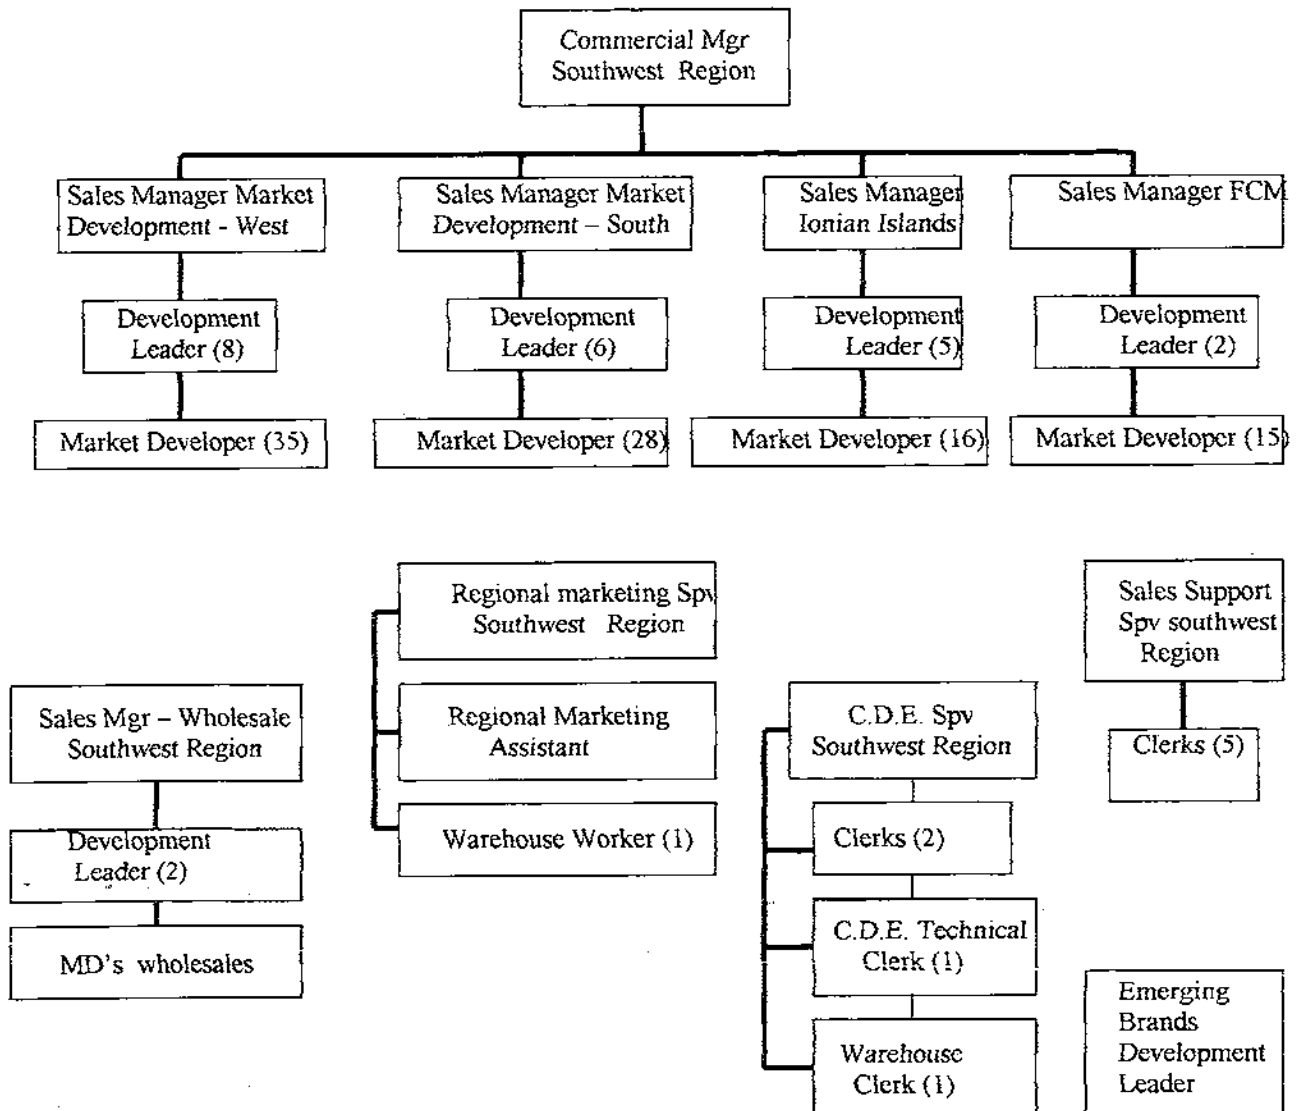 Commercial Mgr
Southwest Region
Sales Manager Market
Development - West
Sales Manager Market
Development – South
Sales Manager
Ionian Islands
Sales Manager FCM
Development
Leader (8)
Development
Leader (6)
Development
Leader (5)
Development
Leader (2)
Market Developer (35)
Market Developer (28)
Market Developer (16)
Market Developer (15)
Regional marketing Spv
Southwest Region
Regional Marketing
Assistant
Warehouse Worker (1)
Sales Support
Spv southwest
Region
Clerks (5)
Sales Mgr – Wholesale
Southwest Region
Development
Leader (2)
MD's wholesales
C.D.E. Spv
Southwest Region
Clerks (2)
C.D.E. Technical
Clerk (1)
Warehouse
Clerk (1)
Emerging
Brands
Development
Leader